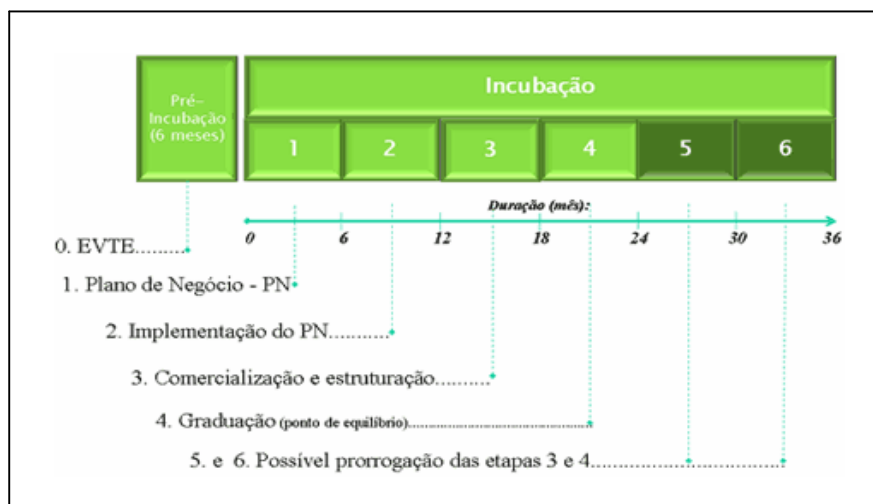 Pré-
Incubação
(6 meses)
Incubação
1 2 3 4 5 6
Duração (mês):
0 6 12 18 24 30 36
0. EVTE..........
1. Plano de Negócio - PN
2. Implementação do PN...........
3. Comercialização e estruturação..........
4. Graduação (ponto de equilíbrio)..........................................
5. e 6. Possível prorrogação das etapas 3 e 4...................................